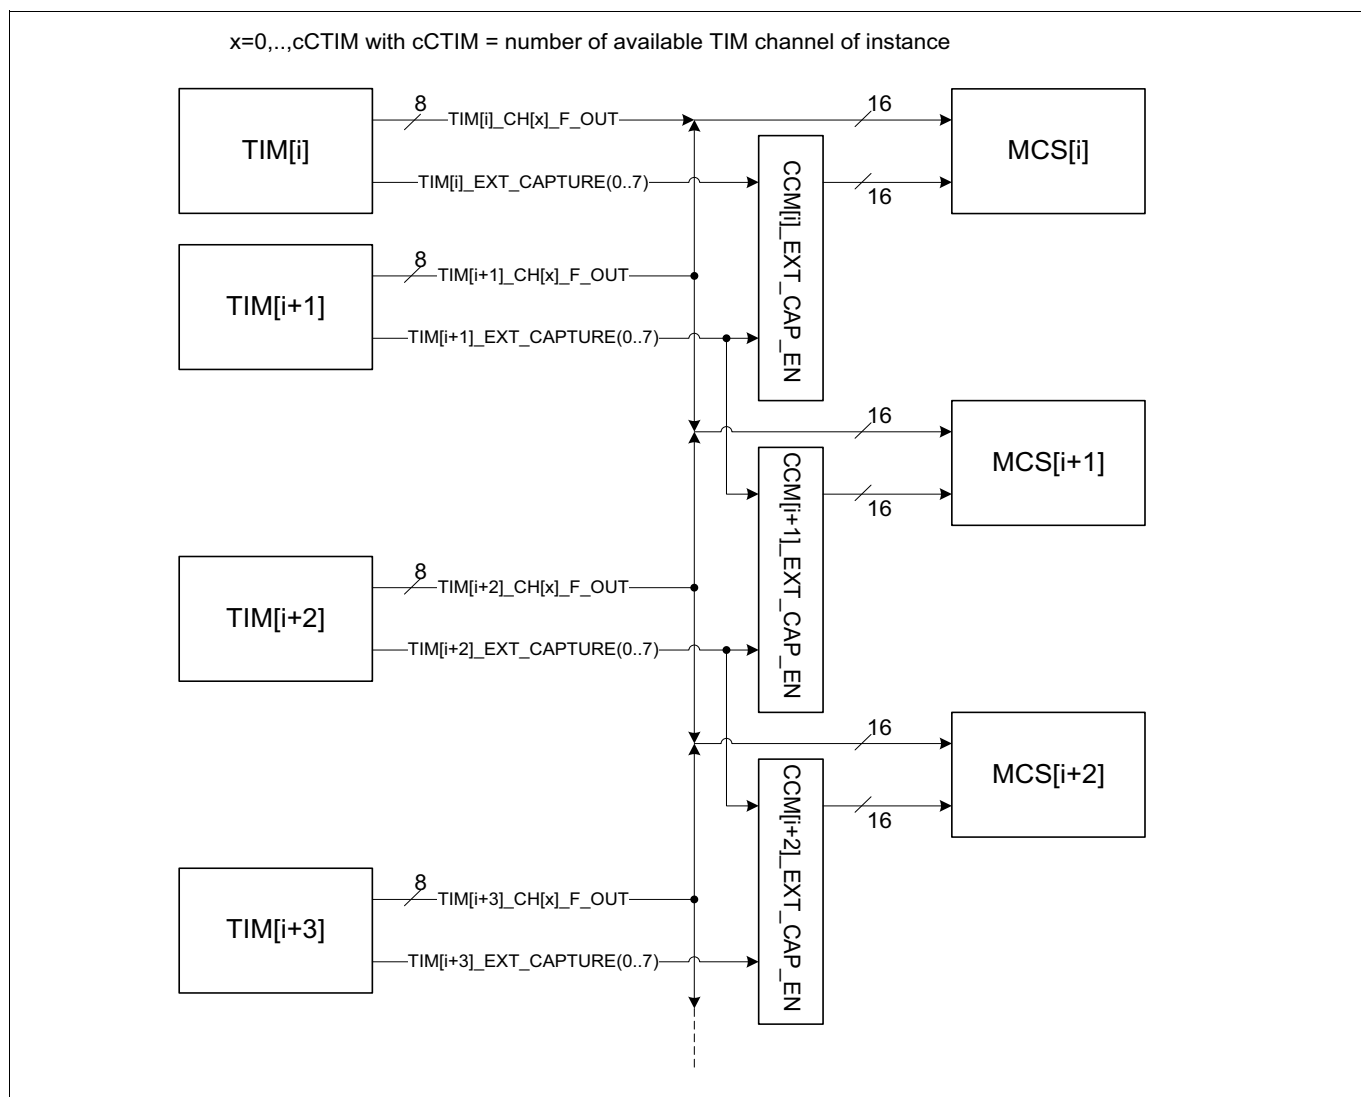 x=0,..,cCTIM with cCTIM = number of available TIM channel of instance
TIM[i]
8
TIM[i]_CH[x]_F_OUT
16
MCS[i]
TIM[i]_EXT_CAPTURE(0..7)
16
CCM[i]_EXT_CAP_EN
TIM[i+1]
8
TIM[i+1]_CH[x]_F_OUT
TIM[i+1]_EXT_CAPTURE(0..7)
16
MCS[i+1]
16
CCM[i+1]_EXT_CAP_EN
TIM[i+2]
8
TIM[i+2]_CH[x]_F_OUT
TIM[i+2]_EXT_CAPTURE(0..7)
16
MCS[i+2]
16
CCM[i+2]_EXT_CAP_EN
TIM[i+3]
8
TIM[i+3]_CH[x]_F_OUT
TIM[i+3]_EXT_CAPTURE(0..7)